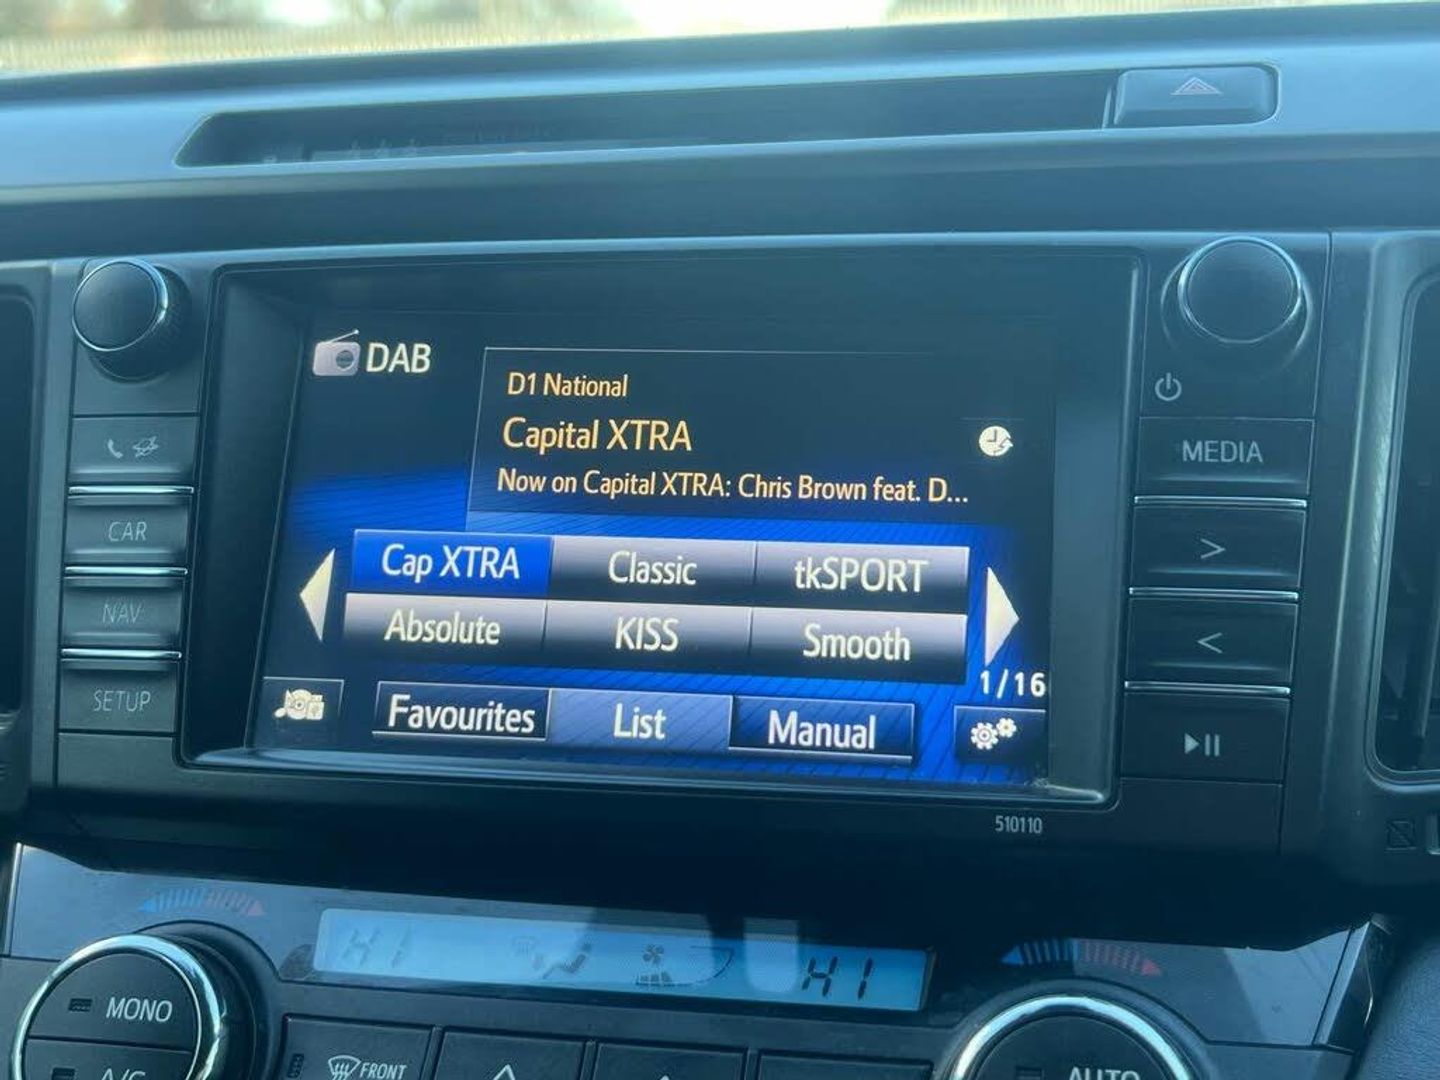 DAB
D1 National
Capital XTRA
Now on Capital XTRA: Chris Brown feat. D...
Cap XTRA Classic tkSPORT
Absolute KISS Smooth
1/16
Favourites List Manual
510110
CAR
NAV
SETUP
MEDIA
>
<
HI HI
MONO
A/C
FRONT
AUTO